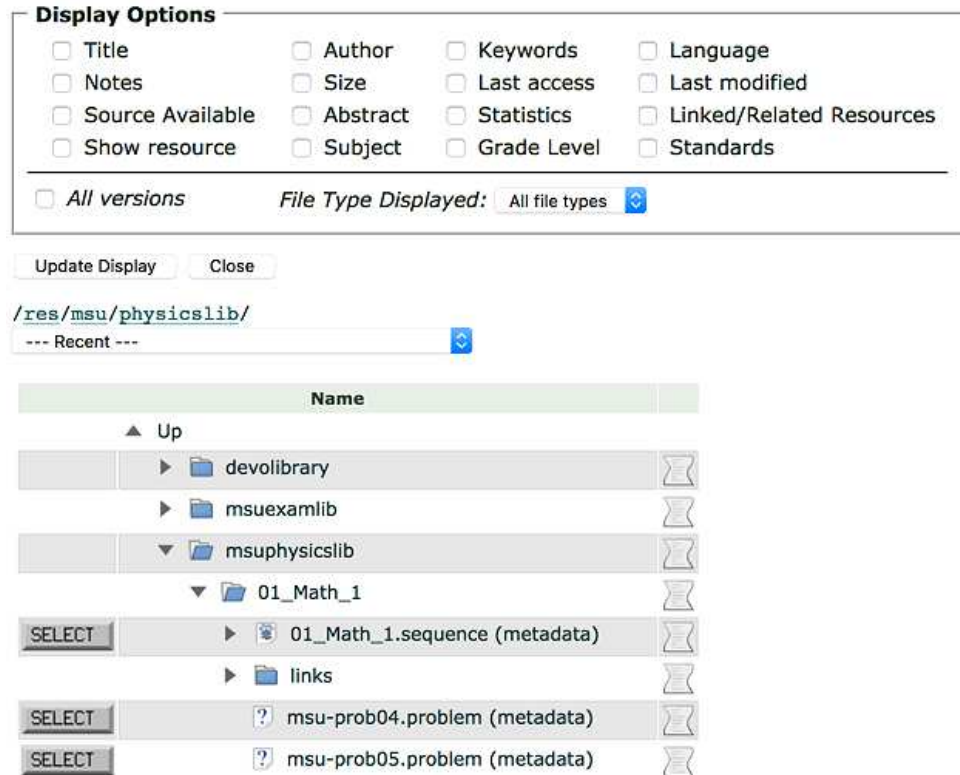 Display Options
Title Author Keywords Language
Notes Size Last access Last modified
Source Available Abstract Statistics Linked/Related Resources
Show resource Subject Grade Level Standards
All versions File Type Displayed: All file types
Update Display Close
/res/msu/physicslib/
--- Recent ---
Name
Up
devolibrary
msuexamlib
msuphysicslib
01_Math_1
SELECT 01_Math_1.sequence (metadata)
links
SELECT msu-prob04.problem (metadata)
SELECT msu-prob05.problem (metadata)